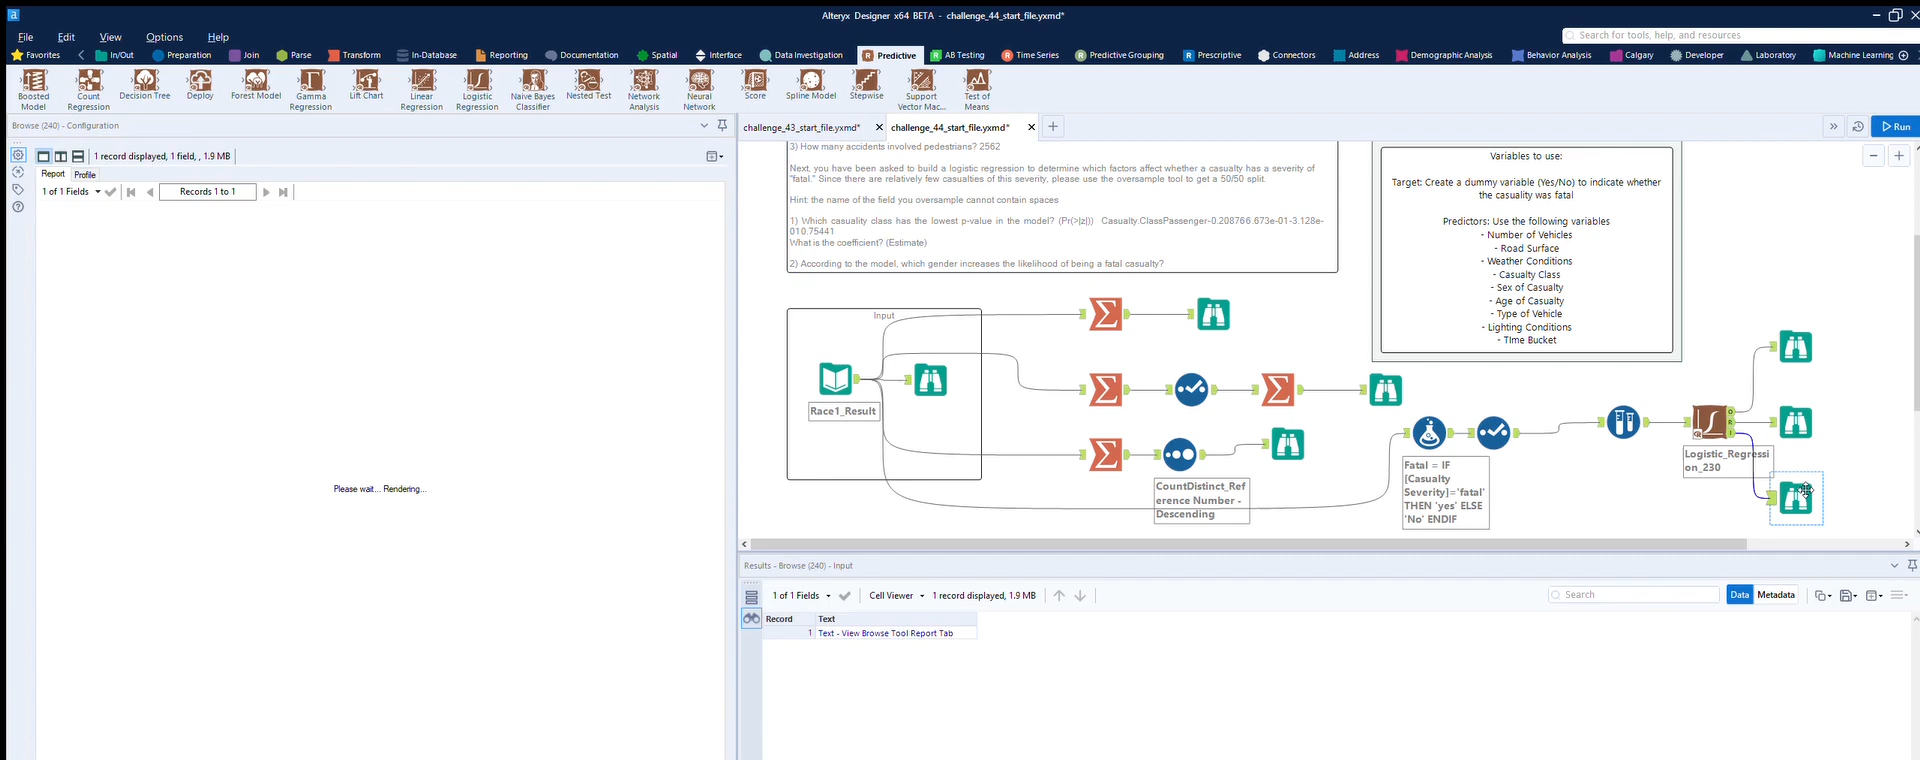 Alteryx Designer x64 BETA - challenge_44_start_file.yxmd*
File Edit View Options Help
Search for tools, help, and resources
Favorites In/Out Preparation Join Parse Transform In-Database Reporting Documentation Spatial Interface Data Investigation Predictive AB Testing Time Series Predictive Grouping Prescriptive Connectors Address Demographic Analysis Behavior Analysis Calgary Developer Laboratory Machine Learning
Boosted Model
Count Regression
Decision Tree
Deploy
Forest Model
Gamma Regression
Lift Chart
Linear Regression
Logistic Regression
Naive Bayes Classifier
Nested Test
Network Analysis
Neural Network
Score
Spline Model
Stepwise
Support Vector Mac...
Test of Means
Browse (240) - Configuration
1 record displayed, 1 field, , 1.9 MB
Report Profile
1 of 1 Fields Records 1 to 1
Please wait... Rendering...
challenge_43_start_file.yxmd* challenge_44_start_file.yxmd*
Run
3) How many accidents involved pedestrians? 2562
Next, you have been asked to build a logistic regression to determine which factors affect whether a casualty has a severity of
"fatal." Since there are relatively few casualties of this severity, please use the oversample tool to get a 50/50 split.
Hint: the name of the field you oversample cannot contain spaces
1) Which casualty class has the lowest p-value in the model? (Pr(>|z|)) Casualty.ClassPassenger-0.208766.673e-01-3.128e-
010.75441
What is the coefficient? (Estimate)
2) According to the model, which gender increases the likelihood of being a fatal casualty?
Variables to use:
Target: Create a dummy variable (Yes/No) to indicate whether
the casuality was fatal
Predictors: Use the following variables
- Number of Vehicles
- Road Surface
- Weather Conditions
- Casualty Class
- Sex of Casualty
- Age of Casualty
- Type of Vehicle
- Lighting Conditions
- TIme Bucket
Input
Race1_Result
CountDistinct_Ref
erence Number -
Descending
Fatal = IF
[Casualty
Severity]='fatal'
THEN 'yes' ELSE
'No' ENDIF
O
R
I
Logistic_Regressi
on_230
Results - Browse (240) - Input
1 of 1 Fields Cell Viewer 1 record displayed, 1.9 MB Search Data Metadata
Record Text
1 Text - View Browse Tool Report Tab